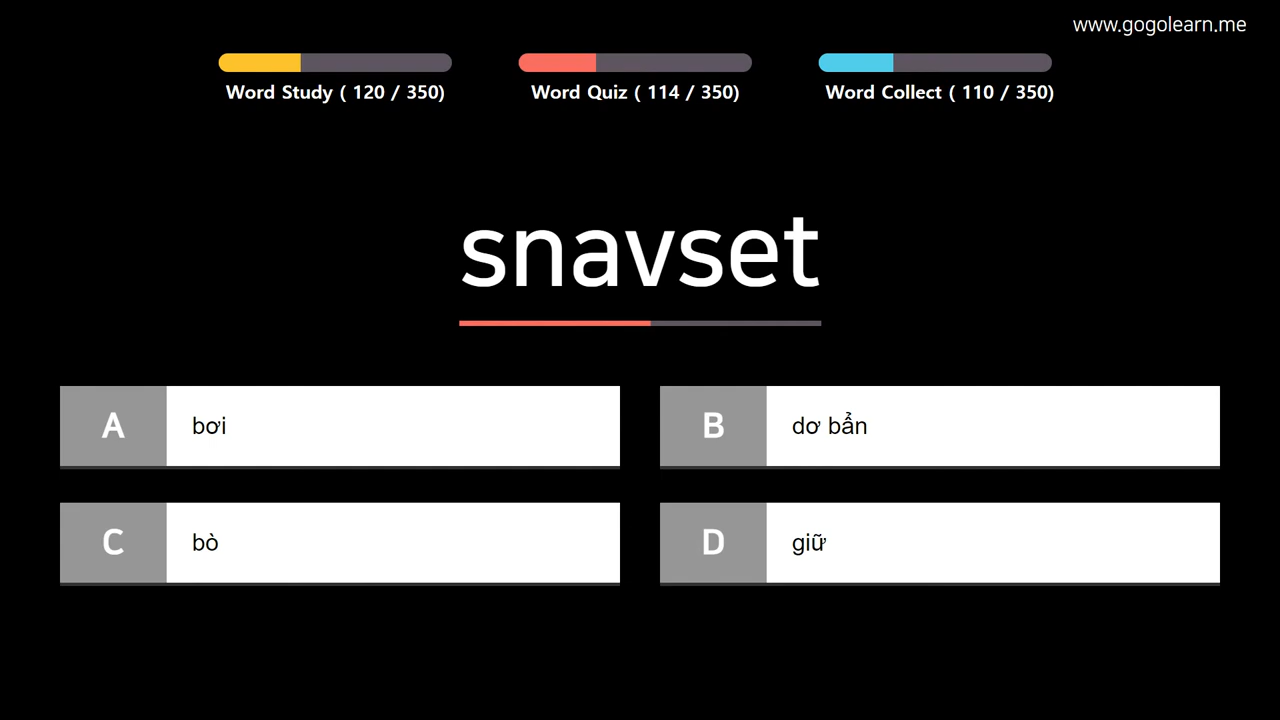 www.gogolearn.me
Word Study ( 120 / 350)
Word Quiz ( 114 / 350)
Word Collect ( 110 / 350)
snavset
A bơi
B dơ bẩn
C bò
D giữ